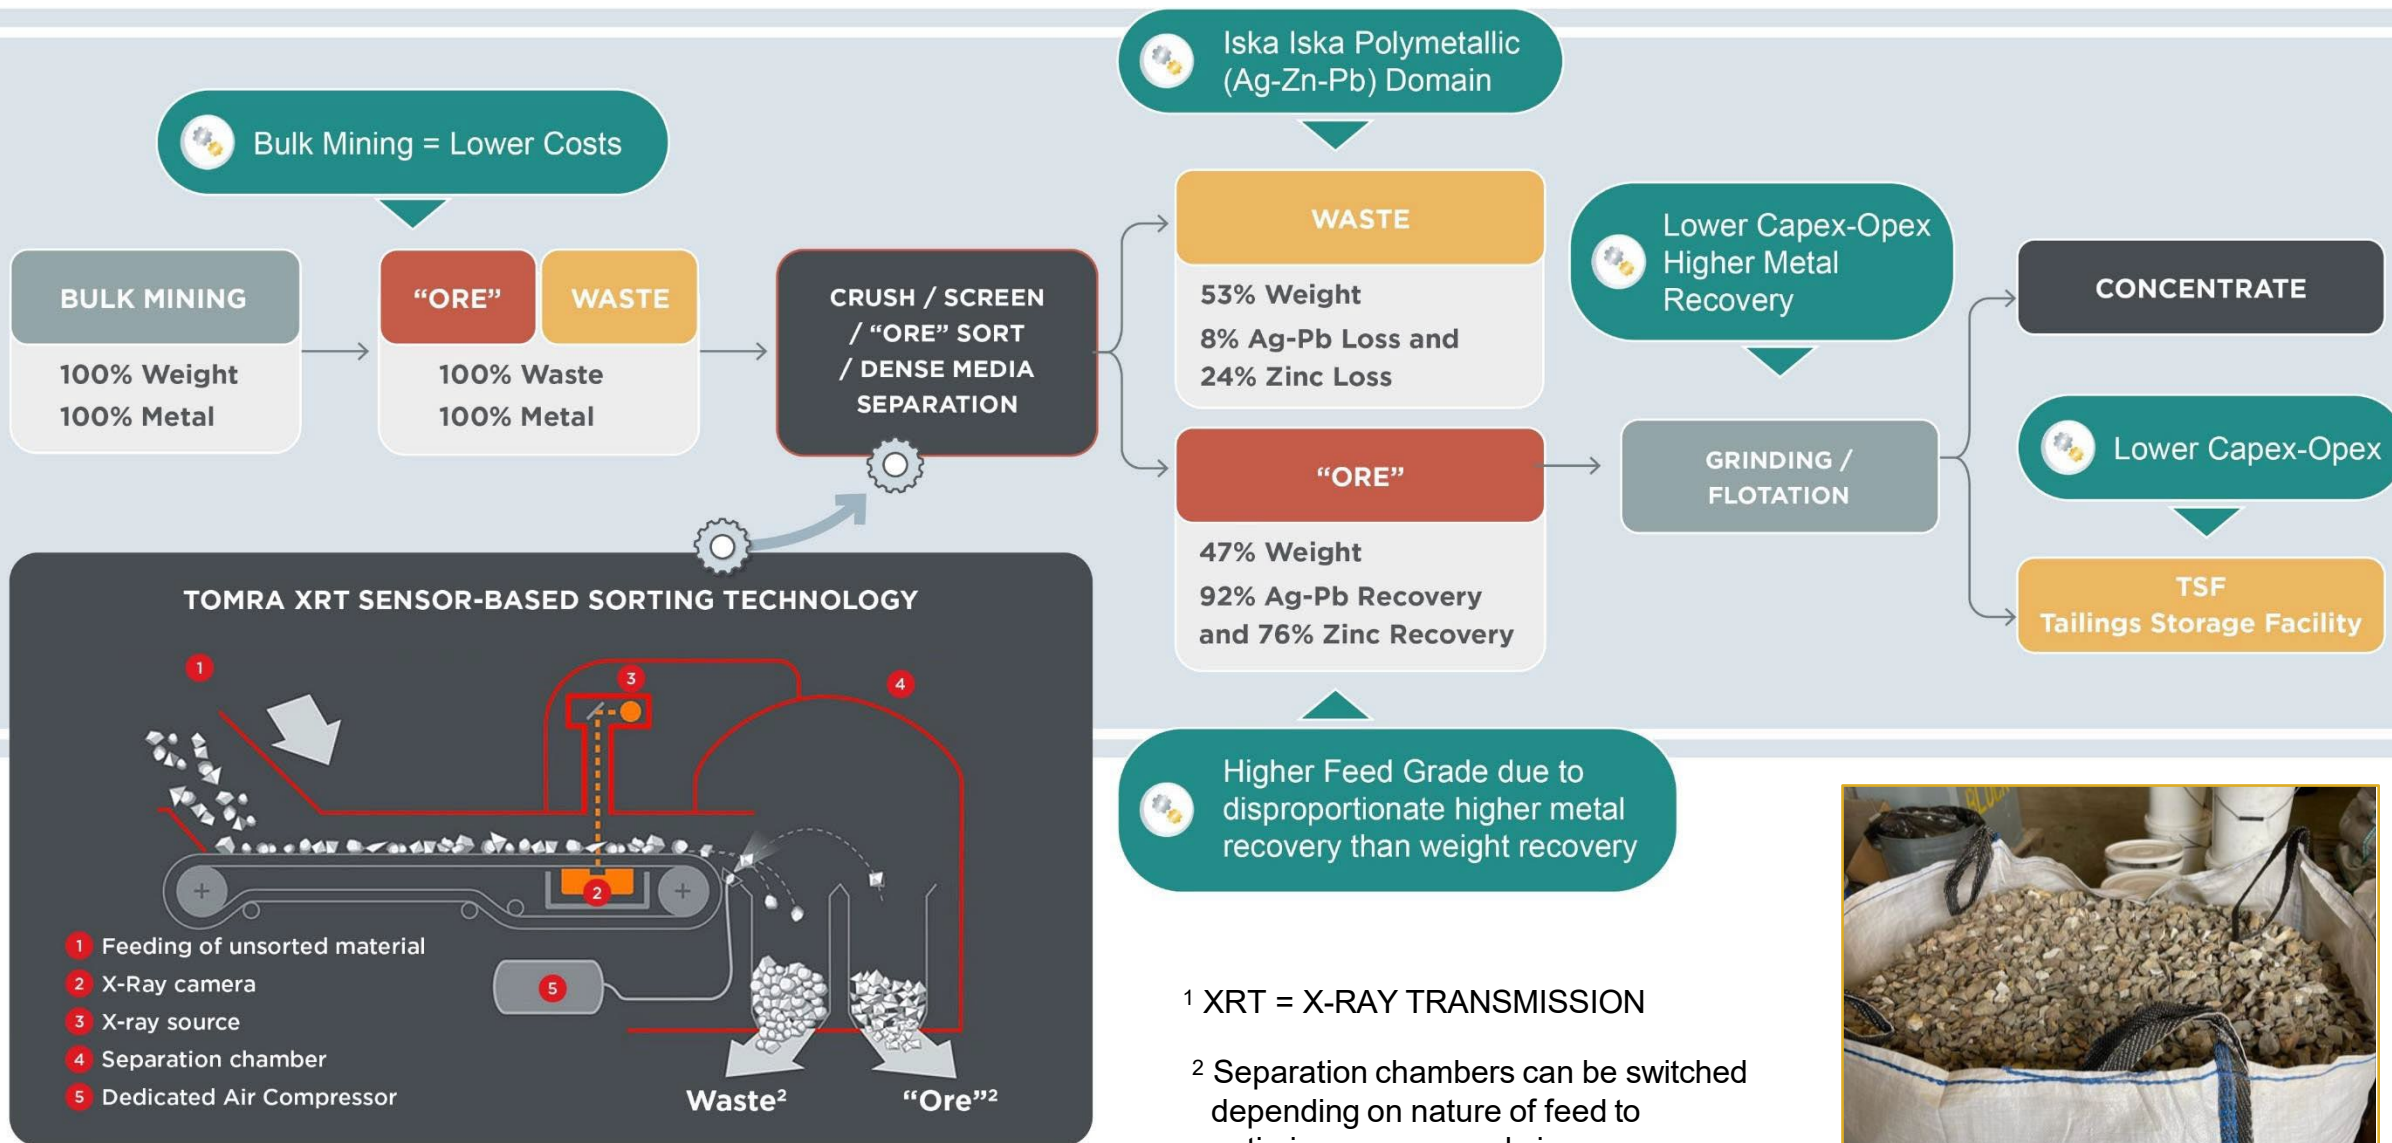 Iska Iska Polymetallic
(Ag-Zn-Pb) Domain
Bulk Mining = Lower Costs
BULK MINING
100% Weight
100% Metal
“ORE”
WASTE
100% Waste
100% Metal
CRUSH / SCREEN
/ “ORE” SORT
/ DENSE MEDIA
SEPARATION
WASTE
53% Weight
8% Ag-Pb Loss and
24% Zinc Loss
“ORE”
47% Weight
92% Ag-Pb Recovery
and 76% Zinc Recovery
Lower Capex-Opex
Higher Metal
Recovery
GRINDING /
FLOTATION
CONCENTRATE
Lower Capex-Opex
TSF
Tailings Storage Facility
Higher Feed Grade due to
disproportionate higher metal
recovery than weight recovery
TOMRA XRT SENSOR-BASED SORTING TECHNOLOGY
1
3
4
2
5
1 Feeding of unsorted material
2 X-Ray camera
3 X-ray source
4 Separation chamber
5 Dedicated Air Compressor
Waste²
“Ore”²
¹ XRT = X-RAY TRANSMISSION
² Separation chambers can be switched
depending on nature of feed to